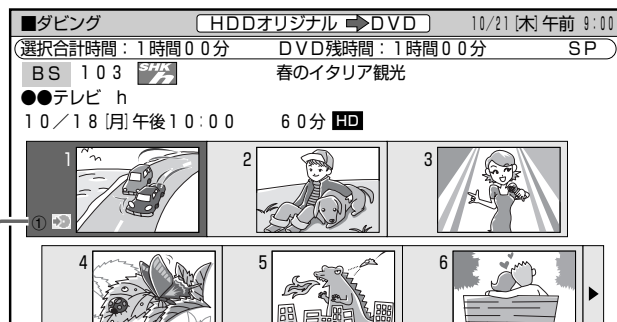 ■ダビング HDDオリジナル ➡DVD 10/21[木]午前 9:00
選択合計時間：1時間00分 DVD残時間：1時間00分 SP
BS 103 SHK h 春のイタリア観光
●●テレビ h
10／18[月]午後10：00 60分 HD
1 2 3
①
4 5 6